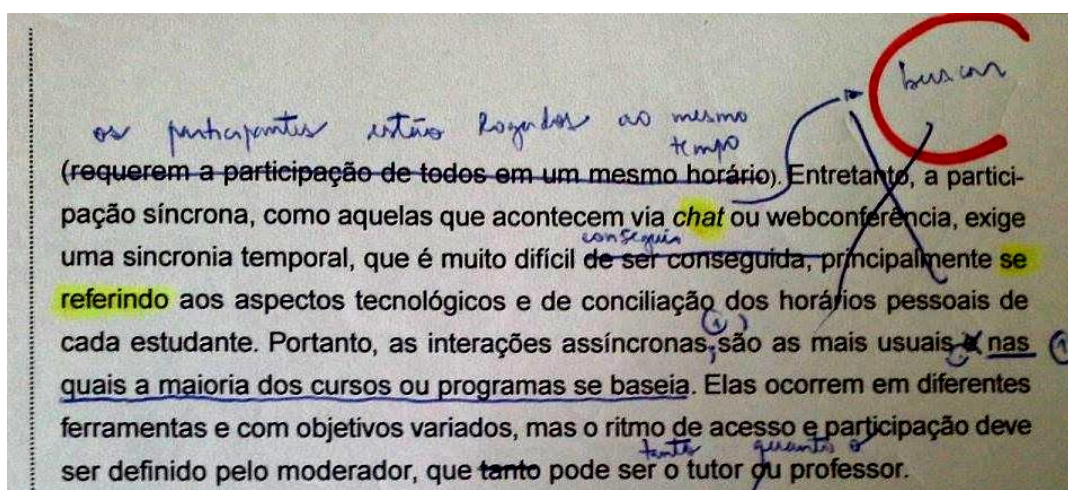 buscar
os participantes estão logados ao mesmo
tempo
(requerem a participação de todos em um mesmo horário). Entretanto, a partici-
pação síncrona, como aquelas que acontecem via chat ou webconferência, exige
conseguir
uma sincronia temporal, que é muito difícil de ser conseguida, principalmente se
referindo aos aspectos tecnológicos e de conciliação dos horários pessoais de
cada estudante. Portanto, as interações assíncronas, são as mais usuais nas
quais a maioria dos cursos ou programas se baseia. Elas ocorrem em diferentes
ferramentas e com objetivos variados, mas o ritmo de acesso e participação deve
tanto quanto o
ser definido pelo moderador, que tanto pode ser o tutor ou professor.